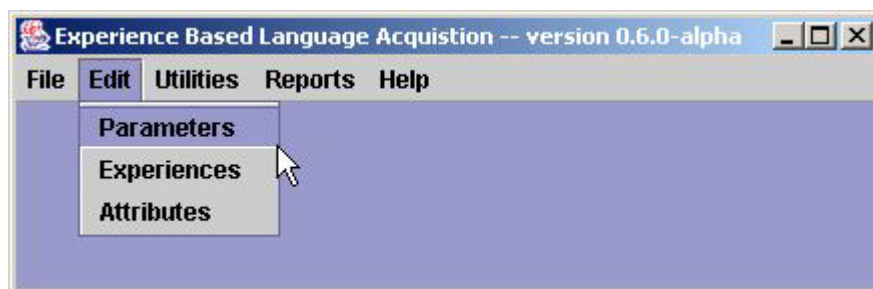 Experience Based Language Acquistion -- version 0.6.0-alpha
File Edit Utilities Reports Help
Parameters
Experiences
Attributes